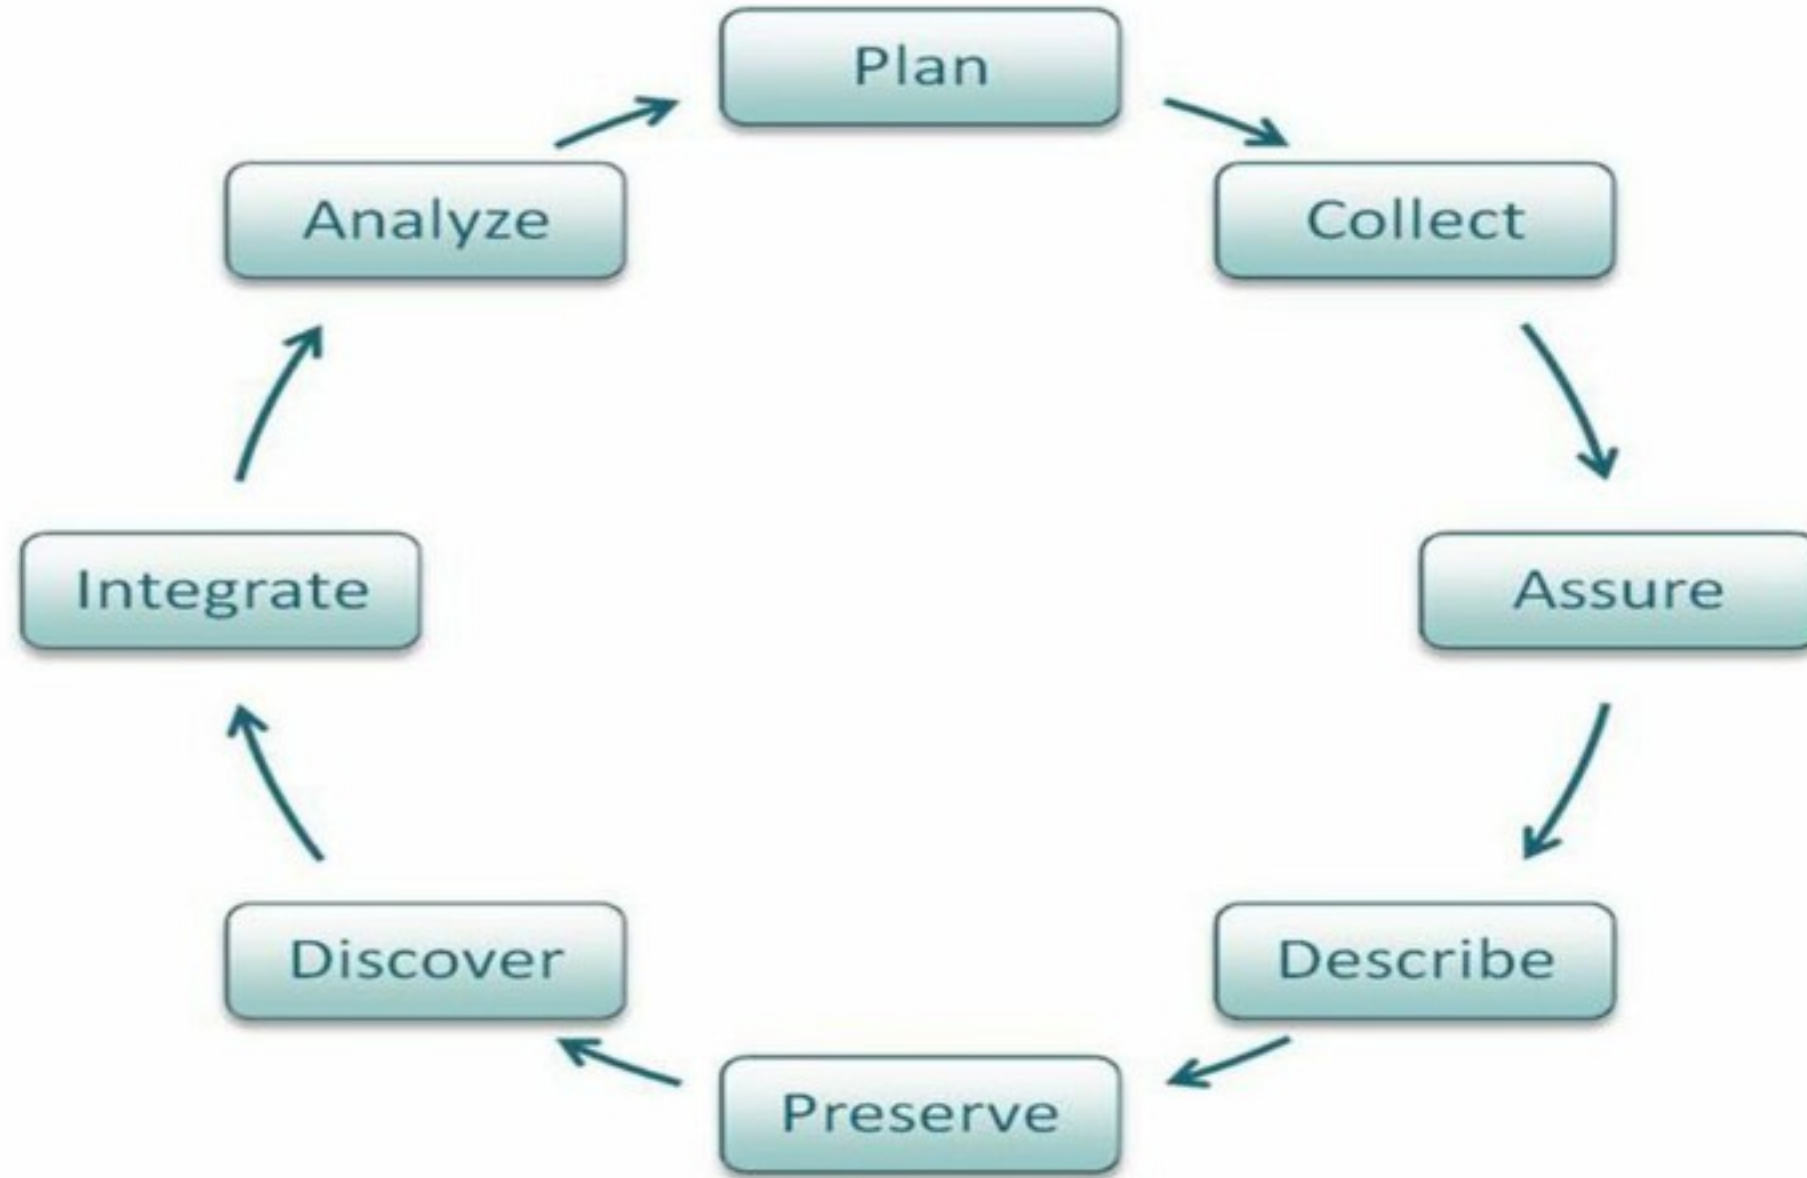 Plan
Collect
Assure
Describe
Preserve
Discover
Integrate
Analyze